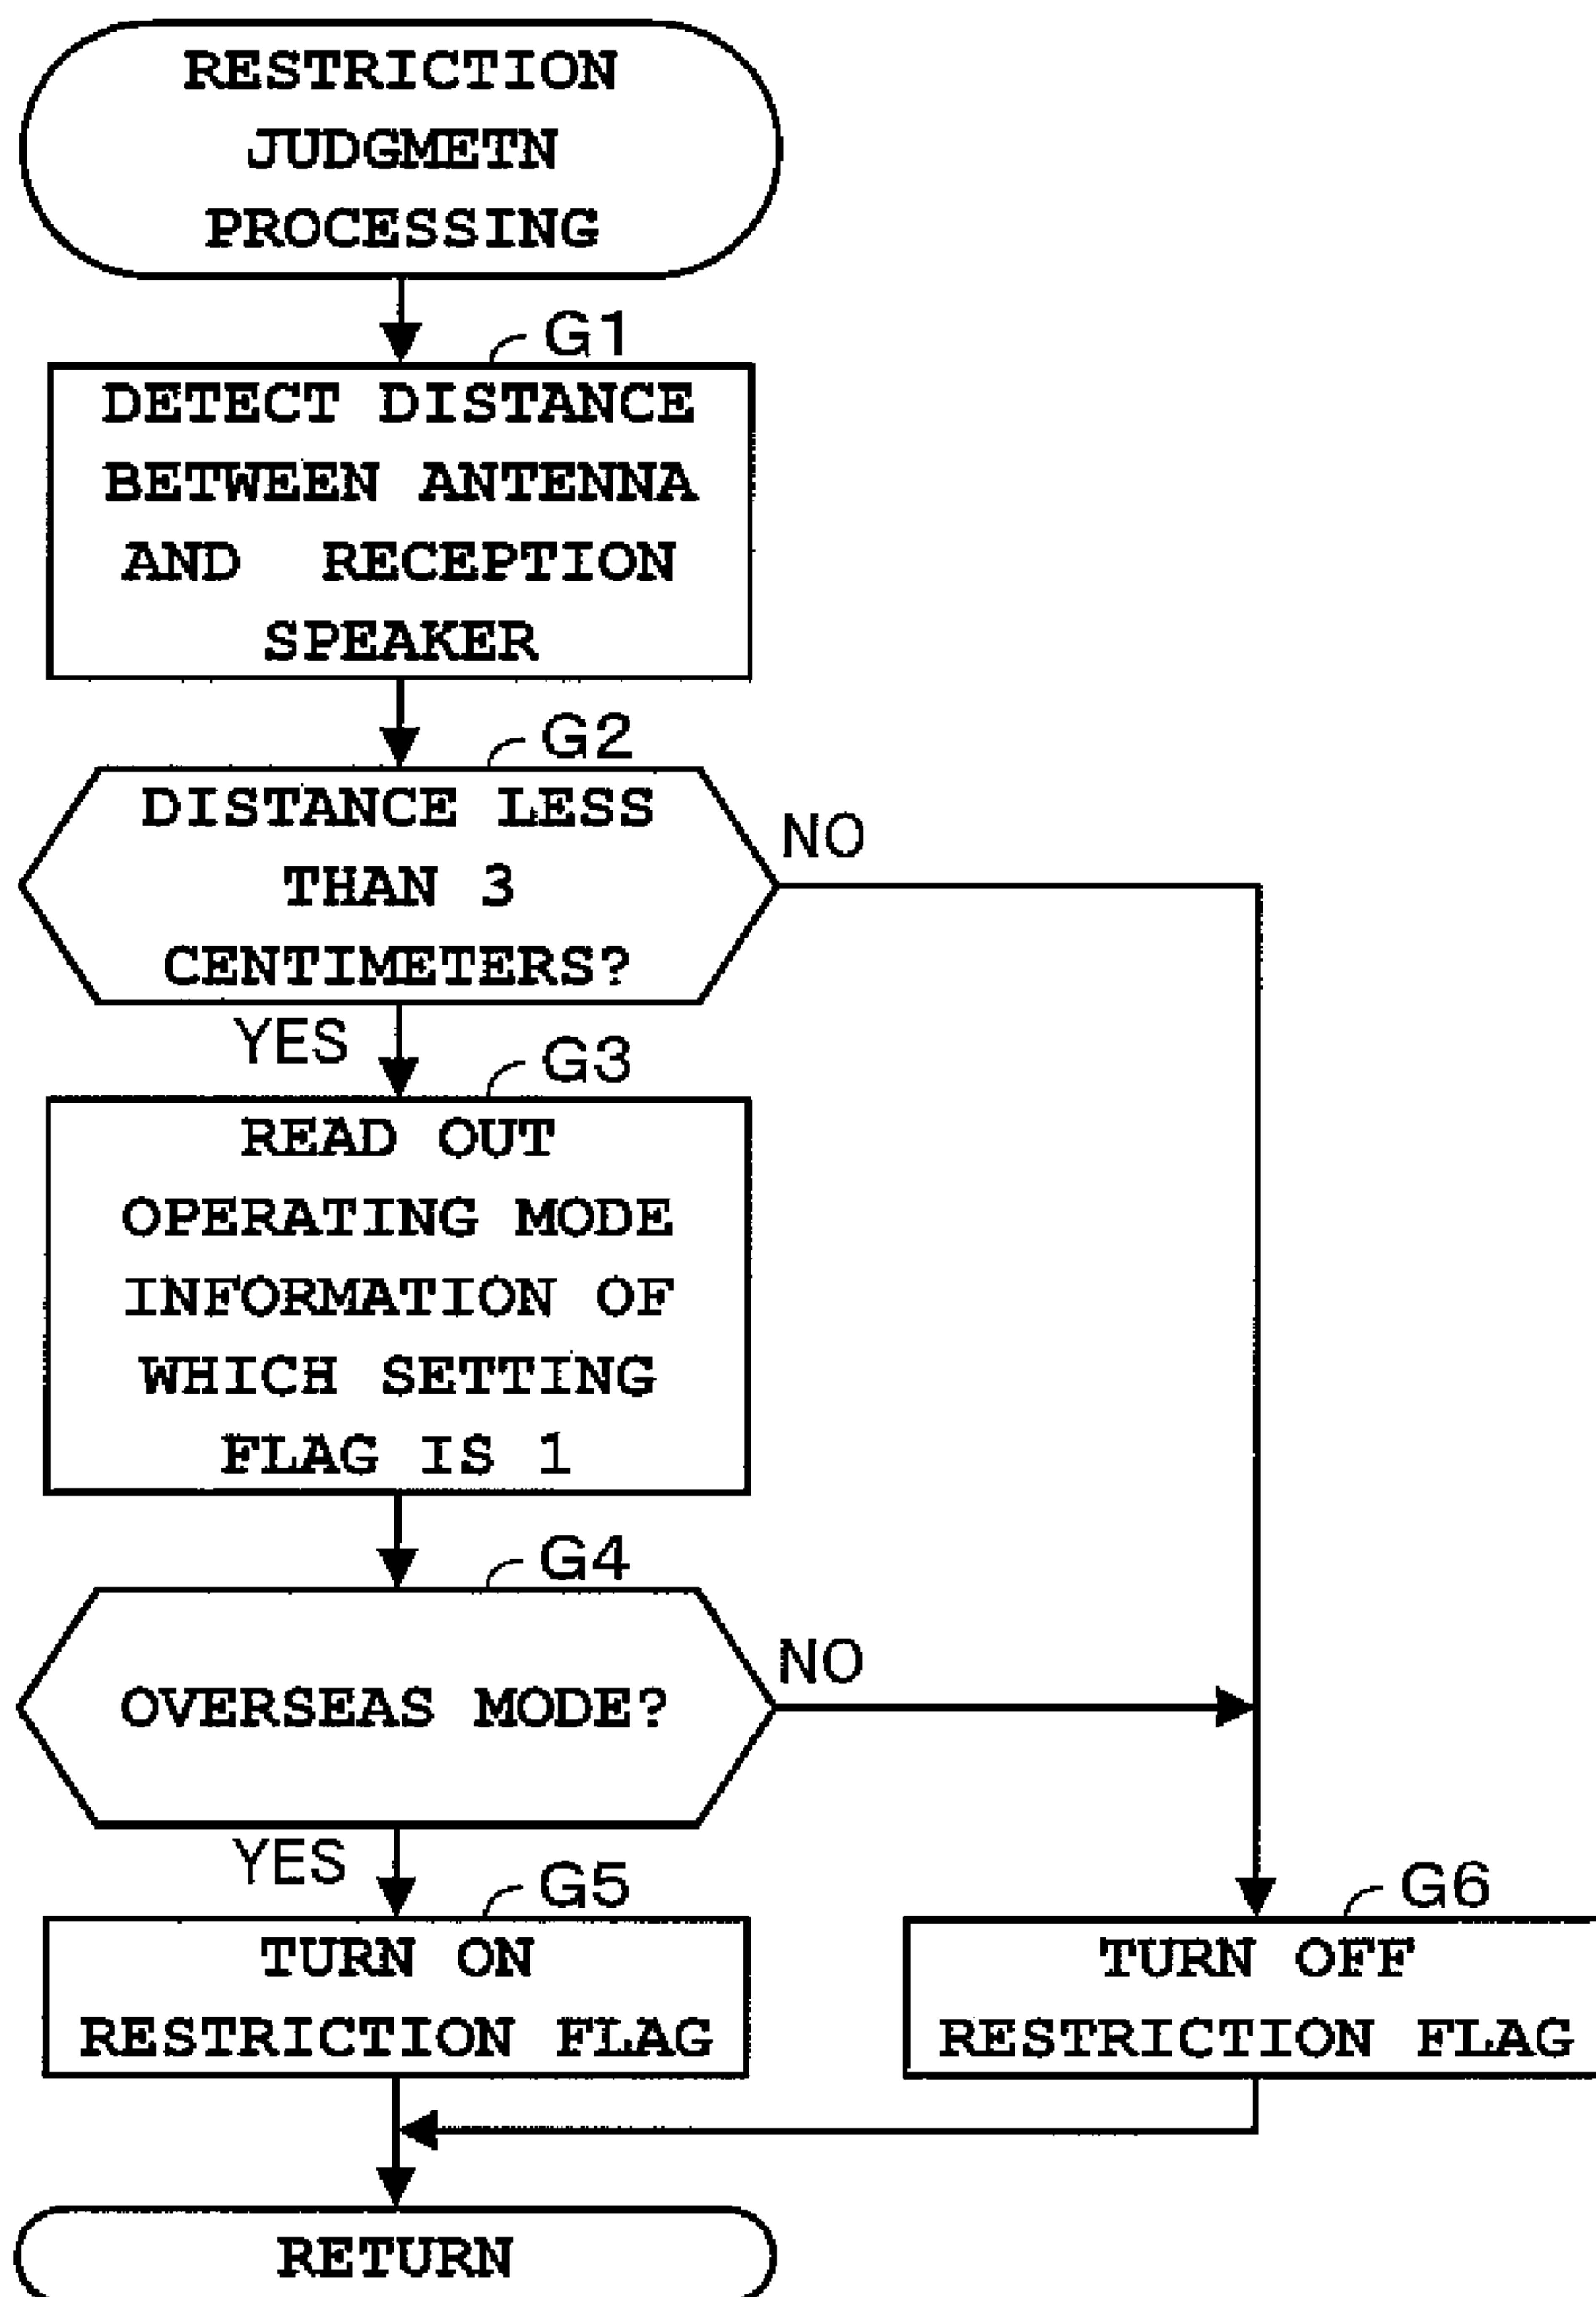 RESTRICTION
JUDGMETN
PROCESSING
G1
DETECT DISTANCE
BETWEEN ANTENNA
AND RECEPTION
SPEAKER
G2
DISTANCE LESS
THAN 3
CENTIMETERS?
NO
YES
G3
READ OUT
OPERATING MODE
INFORMATION OF
WHICH SETTING
FLAG IS 1
G4
OVERSEAS MODE?
NO
YES
G5
TURN ON
RESTRICTION FLAG
G6
TURN OFF
RESTRICTION FLAG
RETURN